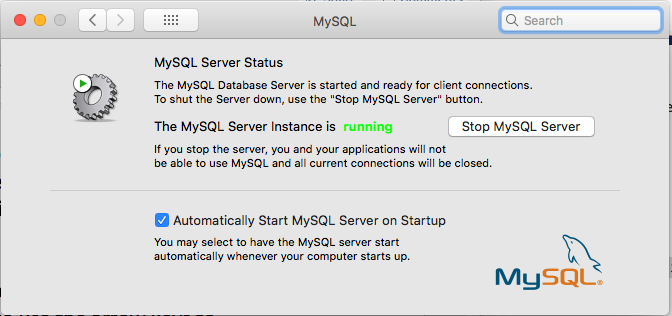 MySQL
Search
MySQL Server Status
The MySQL Database Server is started and ready for client connections.
To shut the Server down, use the "Stop MySQL Server" button.
The MySQL Server Instance is running
Stop MySQL Server
If you stop the server, you and your applications will not
be able to use MySQL and all current connections will be closed.
Automatically Start MySQL Server on Startup
You may select to have the MySQL server start
automatically whenever your computer starts up.
MySQL®